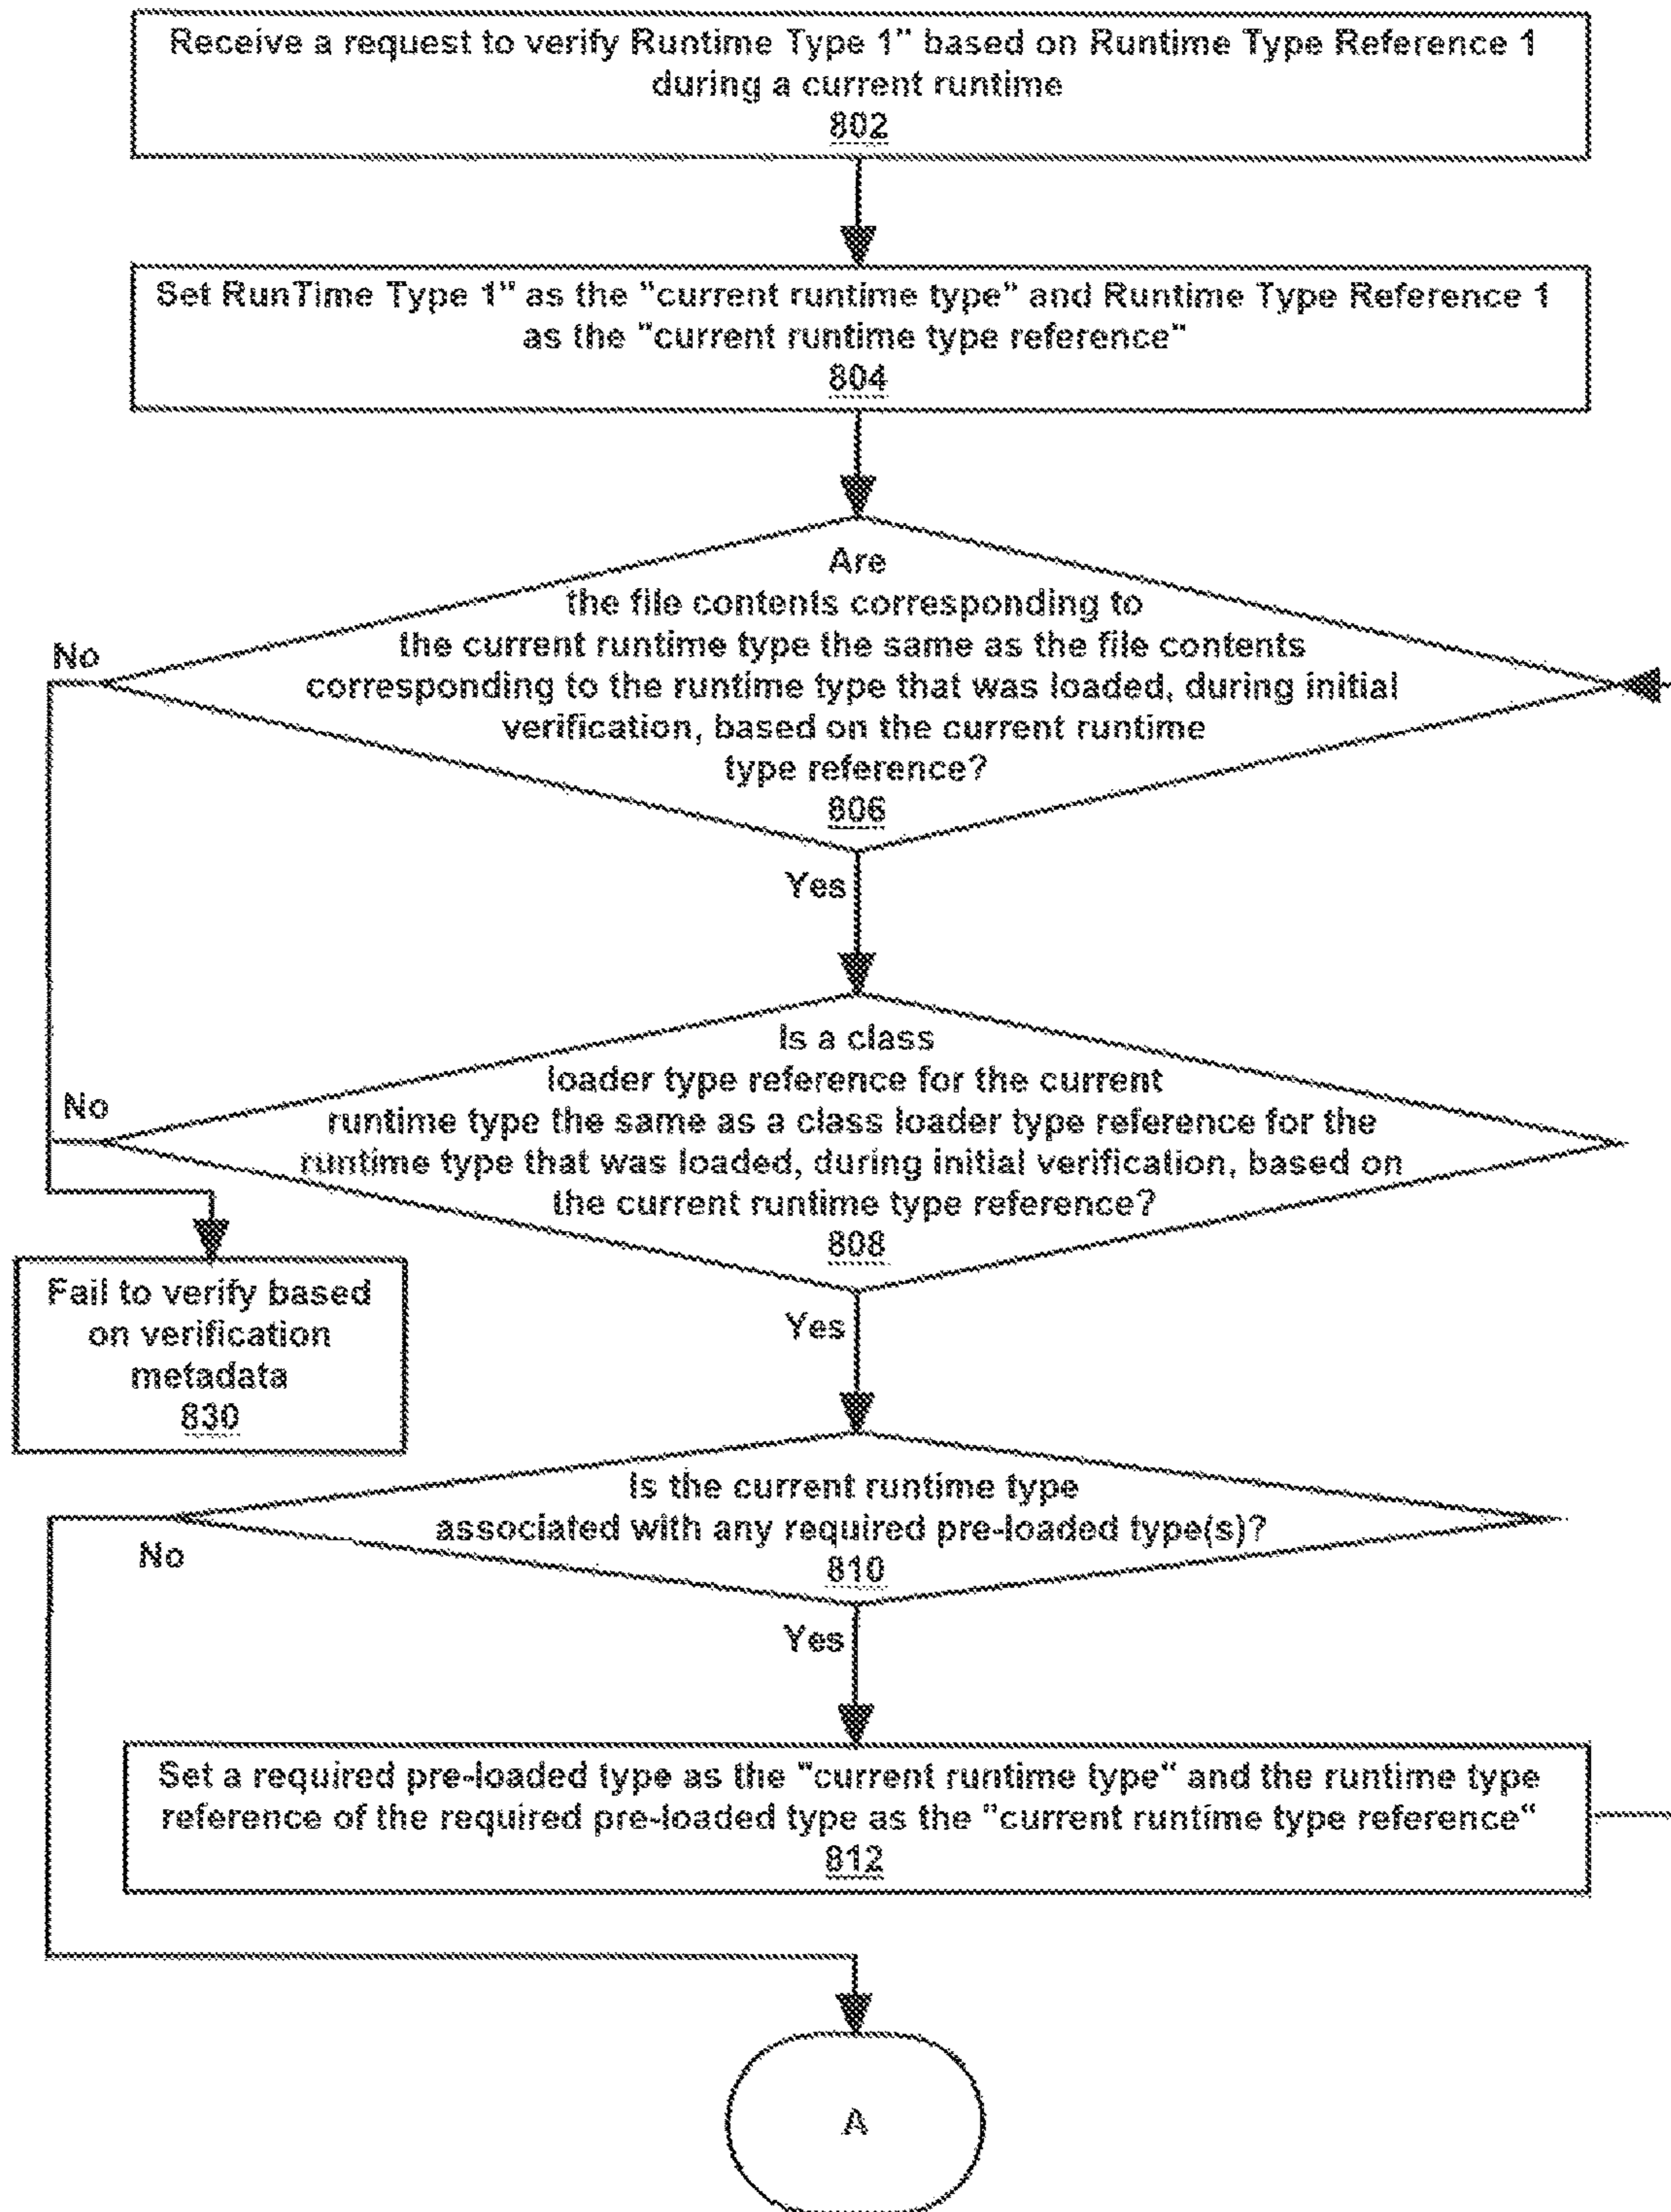 Receive a request to verify Runtime Type 1" based on Runtime Type Reference 1
during a current runtime
802
Set RunTime Type 1" as the "current runtime type" and Runtime Type Reference 1
as the "current runtime type reference"
804
Are
the file contents corresponding to
the current runtime type the same as the file contents
corresponding to the runtime type that was loaded, during initial
verification, based on the current runtime
type reference?
806
No
Yes
Is a class
loader type reference for the current
runtime type the same as a class loader type reference for the
runtime type that was loaded, during initial verification, based on
the current runtime type reference?
808
No
Yes
Fail to verify based
on verification
metadata
830
Is the current runtime type
associated with any required pre-loaded type(s)?
810
No
Yes
Set a required pre-loaded type as the "current runtime type" and the runtime type
reference of the required pre-loaded type as the "current runtime type reference"
812
A